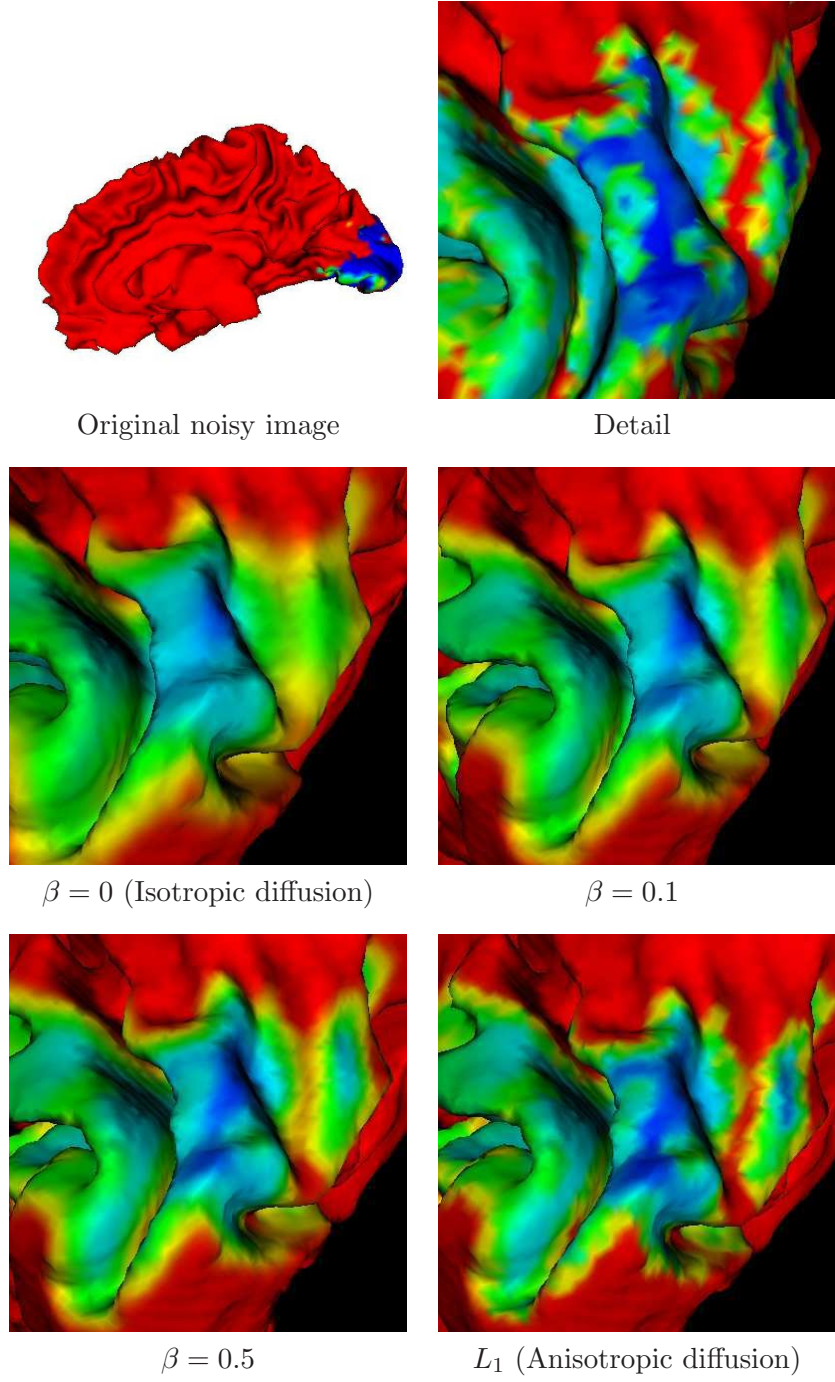 Original noisy image
Detail
β = 0 (Isotropic diffusion)
β = 0.1
β = 0.5
L₁ (Anisotropic diffusion)